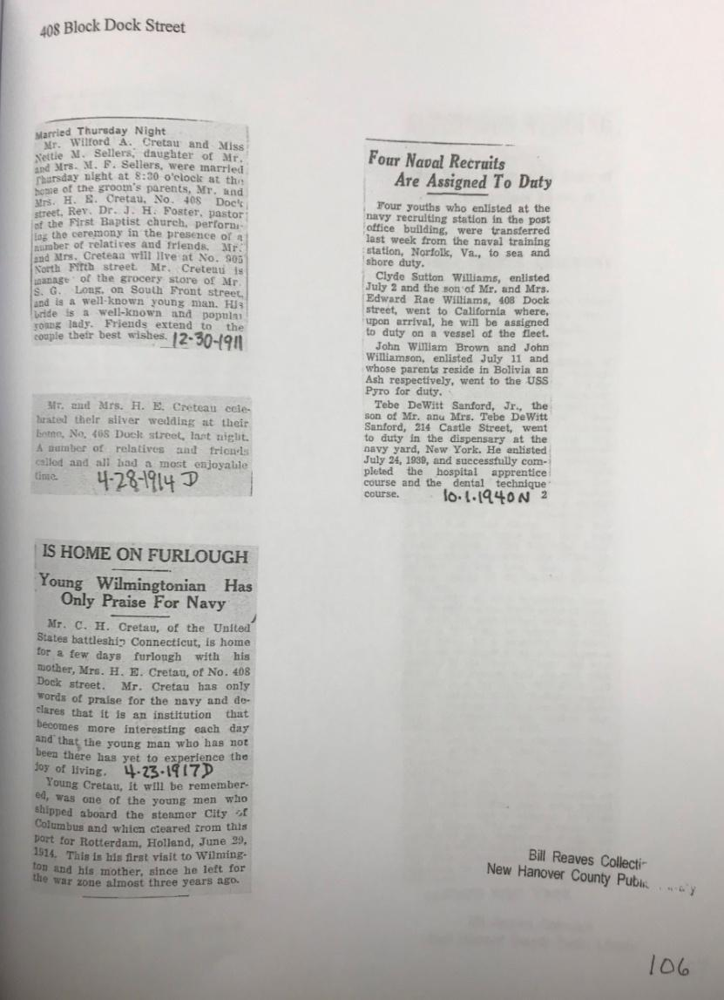 408 Block Dock Street
Married Thursday Night
Mr. Wilford A. Cretau and Miss
Nettie M. Sellers, daughter of Mr.
and Mrs. M. F. Sellers, were married
Thursday night at 8:30 o'clock at the
home of the groom's parents, Mr. and
Mrs. H. E. Cretau, No. 408 Dock
street, Rev. Dr. J. H. Foster, pastor
of the First Baptist church, perform-
ing the ceremony in the presence of a
number of relatives and friends. Mr.
and Mrs. Creteau will live at No. 905
North Fifth street. Mr. Creteau is
manage of the grocery store of Mr.
S. G. Long, on South Front street,
and is a well-known young man. His
bride is a well-known and popular
young lady. Friends extend to the
couple their best wishes. 12-30-1911
Mr. and Mrs. H. E. Creteau cele-
brated their silver wedding at their
home, No. 408 Dock street, last night.
A number of relatives and friends
called and all had a most enjoyable
time. 4-28-1914 D
IS HOME ON FURLOUGH
Young Wilmingtonian Has
Only Praise For Navy
Mr. C. H. Cretau, of the United
States battleship Connecticut, is home
for a few days furlough with his
mother, Mrs. H. E. Cretau, of No. 408
Dock street. Mr. Cretau has only
words of praise for the navy and de-
clares that it is an institution that
becomes more interesting each day
and that the young man who has not
been there has yet to experience the
joy of living. 4-23-1917D
Young Cretau, it will be remember-
ed, was one of the young men who
shipped aboard the steamer City of
Columbus and which cleared from this
port for Rotterdam, Holland, June 29,
1914. This is his first visit to Wilming-
ton and his mother, since he left for
the war zone almost three years ago.
Four Naval Recruits
Are Assigned To Duty
Four youths who enlisted at the
navy recruiting station in the post
office building, were transferred
last week from the naval training
station, Norfolk, Va., to sea and
shore duty.
Clyde Sutton Williams, enlisted
July 2 and the son of Mr. and Mrs.
Edward Rae Williams, 408 Dock
street, went to California where,
upon arrival, he will be assigned
to duty on a vessel of the fleet.
John William Brown and John
Williamson, enlisted July 11 and
whose parents reside in Bolivia an
Ash respectively, went to the USS
Pyro for duty.
Tebe DeWitt Sanford, Jr., the
son of Mr. and Mrs. Tebe DeWitt
Sanford, 214 Castle Street, went
to duty in the dispensary at the
navy yard, New York. He enlisted
July 24, 1939, and successfully com-
pleted the hospital apprentice
course and the dental technique
course. 10.1.1940N 2
Bill Reaves Collecti
New Hanover County Publi
106